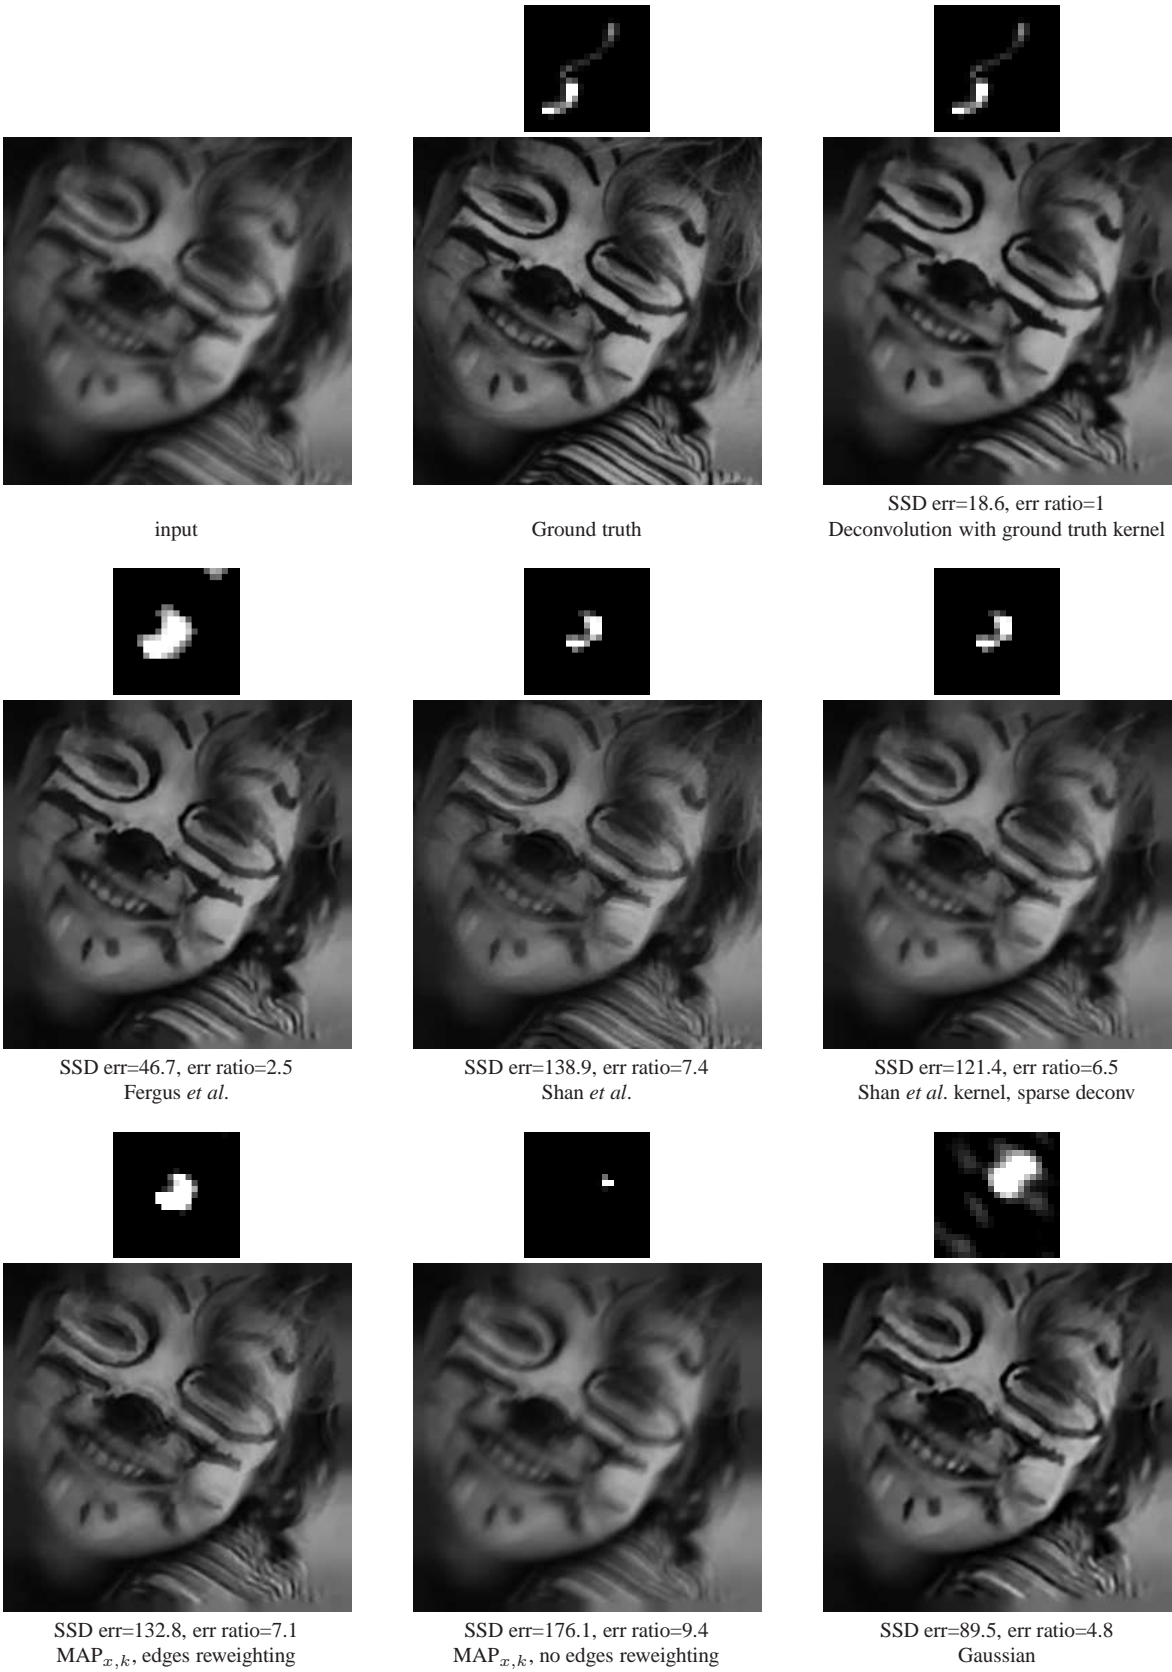 input
Ground truth
SSD err=18.6, err ratio=1
Deconvolution with ground truth kernel
SSD err=46.7, err ratio=2.5
Fergus et al.
SSD err=138.9, err ratio=7.4
Shan et al.
SSD err=121.4, err ratio=6.5
Shan et al. kernel, sparse deconv
SSD err=132.8, err ratio=7.1
MAPx,k, edges reweighting
SSD err=176.1, err ratio=9.4
MAPx,k, no edges reweighting
SSD err=89.5, err ratio=4.8
Gaussian